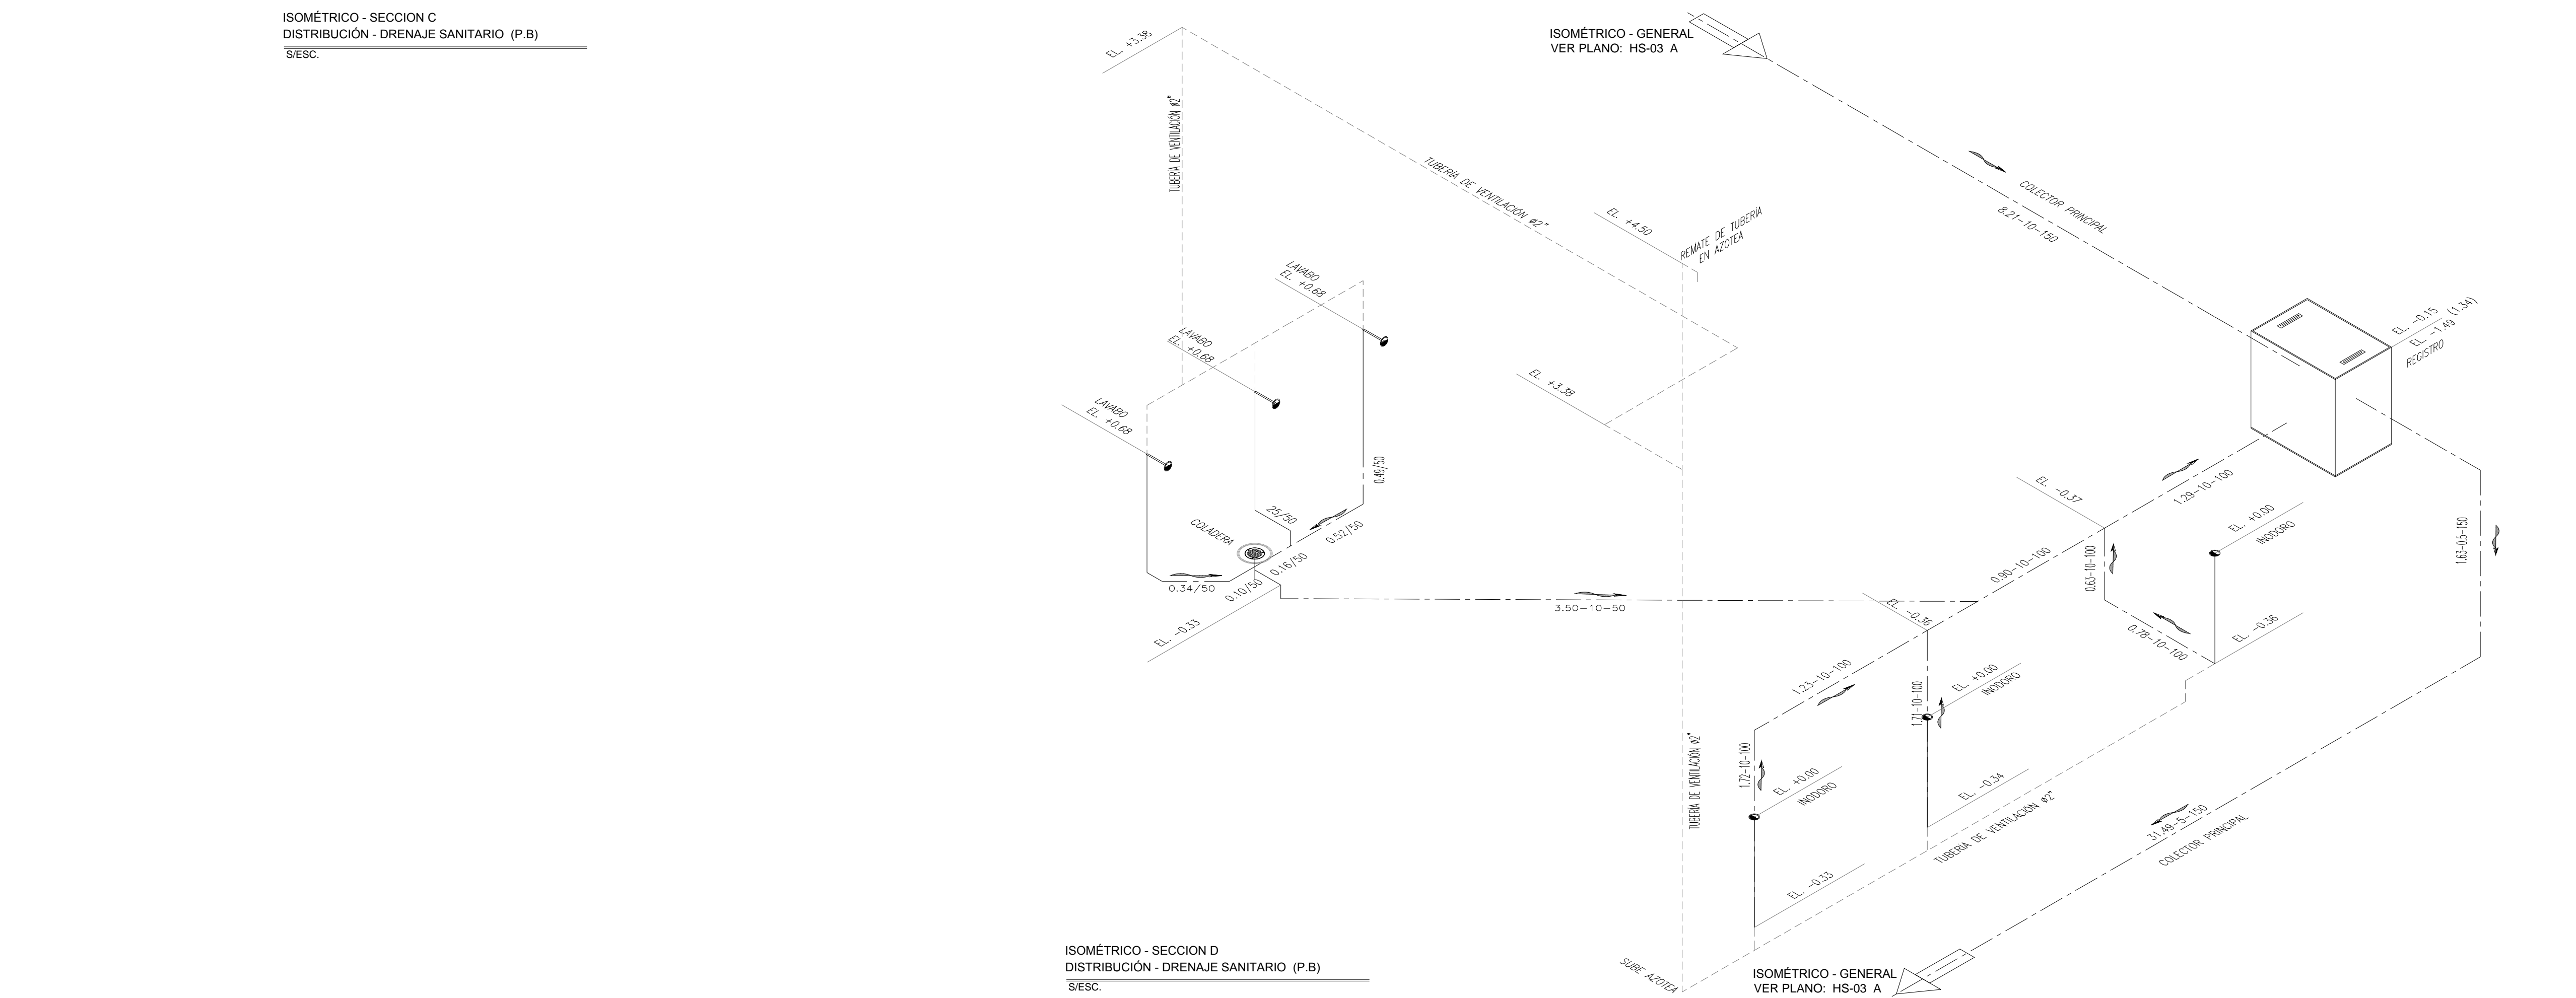 ISOMÉTRICO - SECCION C
DISTRIBUCIÓN - DRENAJE SANITARIO (P.B)
S/ESC.
EL. +3.38
TUBERÍA DE VENTILACIÓN ø2"
TUBERÍA DE VENTILACIÓN ø2"
ISOMÉTRICO - GENERAL
VER PLANO: HS-03 A
COLECTOR PRINCIPAL
8.21-10-150
EL. +4.50
REMATE DE TUBERÍA
EN AZOTEA
LAVABO
EL. +0.68
LAVABO
EL. +0.68
LAVABO
EL. +0.68
EL. +3.38
EL. -0.15
EL. -1.49 (1.34)
REGISTRO
0.49/50
25/50
0.52/50
COLADERA
0.16/50
0.10/50
0.34/50
EL. -0.33
3.50-10-50
EL. -0.37
1.29-10-100
0.90-10-100
0.63-10-100
EL. +0.00
INODORO
1.63-0.5-150
0.78-10-100
EL. -0.36
EL. -0.36
1.23-10-100
1.71-10-100
EL. +0.00
INODORO
1.72-10-100
EL. +0.00
INODORO
TUBERÍA DE VENTILACIÓN ø2"
EL. -0.34
TUBERÍA DE VENTILACIÓN ø2"
31.49-5-150
COLECTOR PRINCIPAL
EL. -0.33
SUBE AZOTEA
ISOMÉTRICO - SECCION D
DISTRIBUCIÓN - DRENAJE SANITARIO (P.B)
S/ESC.
ISOMÉTRICO - GENERAL
VER PLANO: HS-03 A